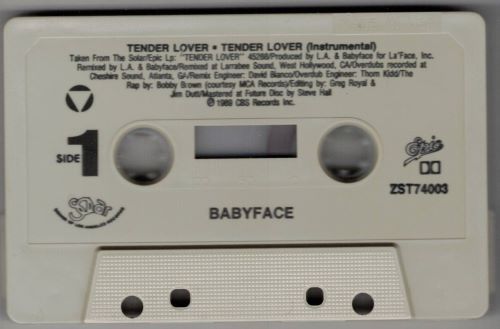 TENDER LOVER • TENDER LOVER (Instrumental)
Taken From The Solar/Epic Lp: "TENDER LOVER" 45288/Produced by L.A. & Babyface for La'Face, Inc.
Remixed by L.A. & Babyface/Remixed at Larrabee Sound, West Hollywood, CA/Overdubs recorded at
Cheshire Sound, Atlanta, GA/Remix Engineer: David Bianco/Overdub Engineer: Thom Kidd/The
Rap by: Bobby Brown (courtesy MCA Records)/Editing by: Greg Royal &
Jim Dutt/Mastered at Future Disc by Steve Hall
© 1989 CBS Records Inc.
SIDE 1
Epic
ZST74003
Solar
BABYFACE